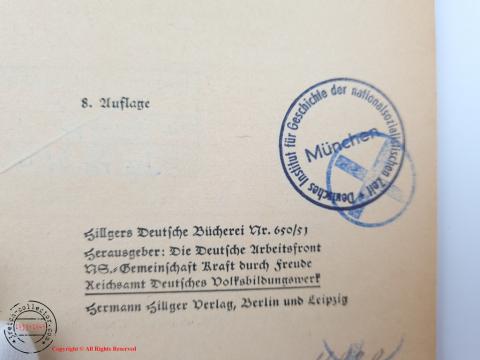 8. Auflage
Deutsches Institut für Geschichte der nationalsozialistischen Zeit
München
Hillgers Deutsche Bücherei Nr. 650/51
Herausgeber: Die Deutsche Arbeitsfront
NS.-Gemeinschaft Kraft durch Freude
Reichsamt Deutsches Volksbildungswerk
Hermann Hillger Verlag, Berlin und Leipzig
Copyright © All Rights Reserved